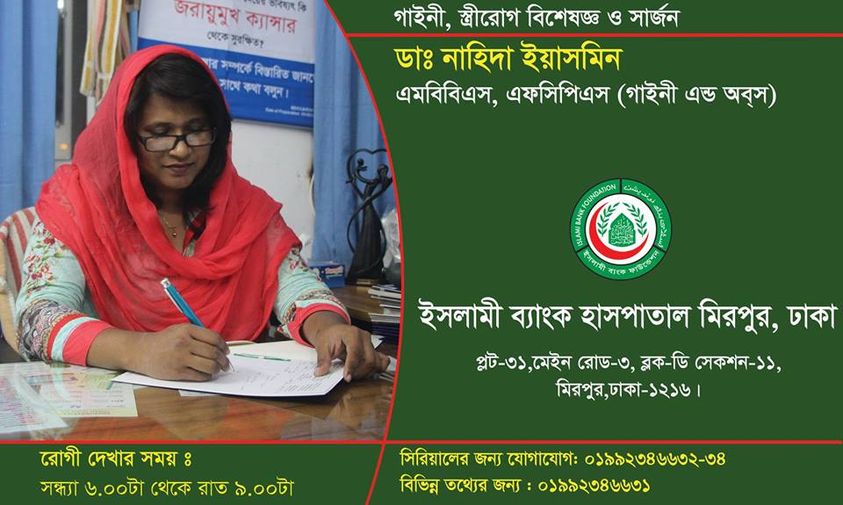 জরায়ুমুখ ক্যান্সার
থেকে সুরক্ষিত?
সম্পর্কে বিস্তারিত জানতে
সাথে কথা বলুন।
গাইনী, স্ত্রীরোগ বিশেষজ্ঞ ও সার্জন
ডাঃ নাহিদা ইয়াসমিন
এমবিবিএস, এফসিপিএস (গাইনী এন্ড অব্‌স)
ISLAMI BANK FOUNDATION
ইসলামী ব্যাংক ফাউন্ডেশন
ইসলামী ব্যাংক হাসপাতাল মিরপুর, ঢাকা
প্লট-৩১,মেইন রোড-৩, ব্লক-ডি সেকশন-১১,
মিরপুর,ঢাকা-১২১৬।
রোগী দেখার সময় ঃ
সন্ধ্যা ৬.০০টা থেকে রাত ৯.০০টা
সিরিয়ালের জন্য যোগাযোগ: ০১৯৯২৩৪৬৬৩২-৩৪
বিভিন্ন তথ্যের জন্য : ০১৯৯২৩৪৬৬৩১